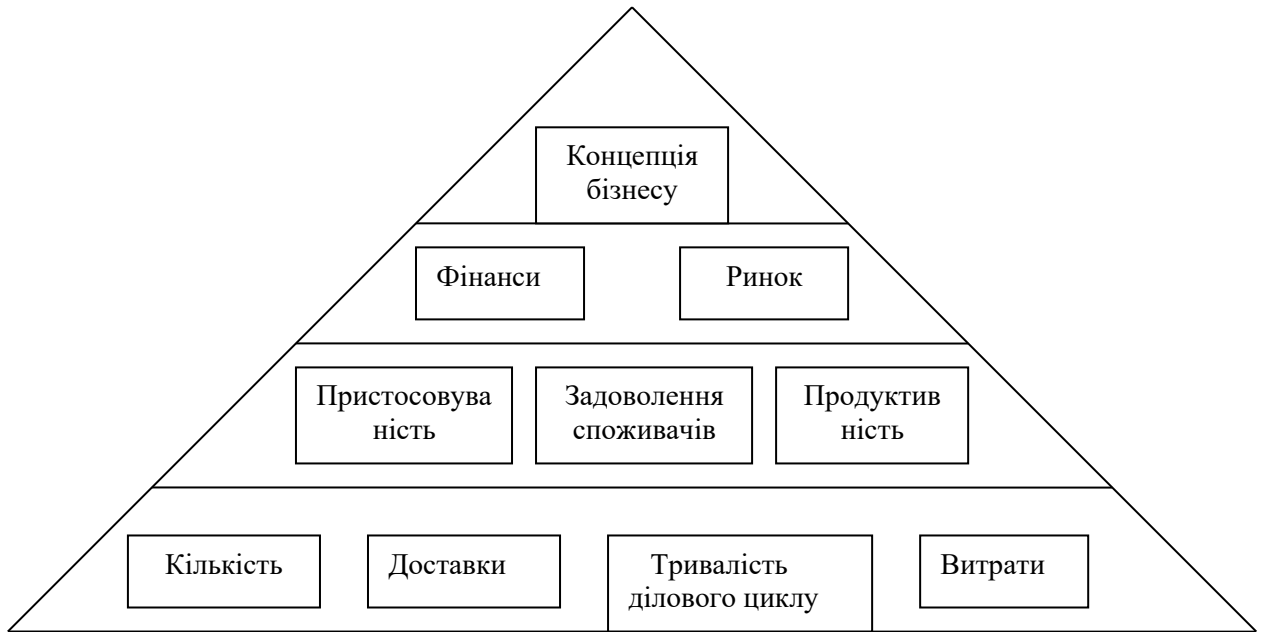 Концепція
бізнесу
Фінанси
Ринок
Пристосовува
ність
Задоволення
споживачів
Продуктив
ність
Кількість
Доставки
Тривалість
ділового циклу
Витрати